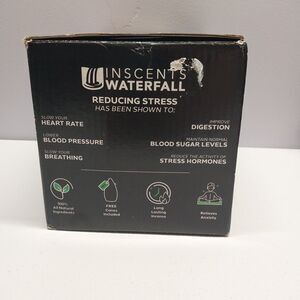 INSCENTS
WATERFALL
REDUCING STRESS
HAS BEEN SHOWN TO:
SLOW YOUR
HEART RATE
LOWER
BLOOD PRESSURE
SLOW YOUR
BREATHING
IMPROVE
DIGESTION
MAINTAIN NORMAL
BLOOD SUGAR LEVELS
REDUCE THE ACTIVITY OF
STRESS HORMONES
100%
All Natural
Ingredients
FREE
Cones
Included
Long
Lasting
Incense
Relieves
Anxiety